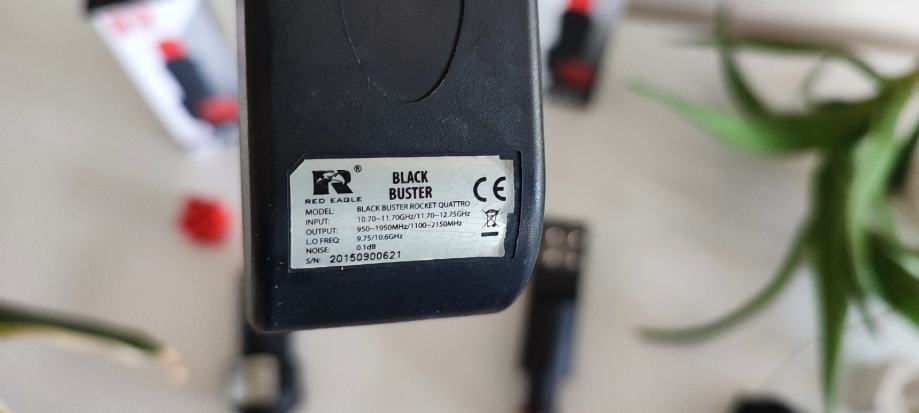 R®
RED EAGLE
BLACK
BUSTER
CE
MODEL: BLACK BUSTER ROCKET QUATTRO
INPUT: 10.70~11.70GHz/11.70~12.75GHz
OUTPUT: 950~1950MHz/1100~2150MHz
L.O FREQ: 9.75/10.6GHz
NOISE: 0.1dB
S/N: 20150900621